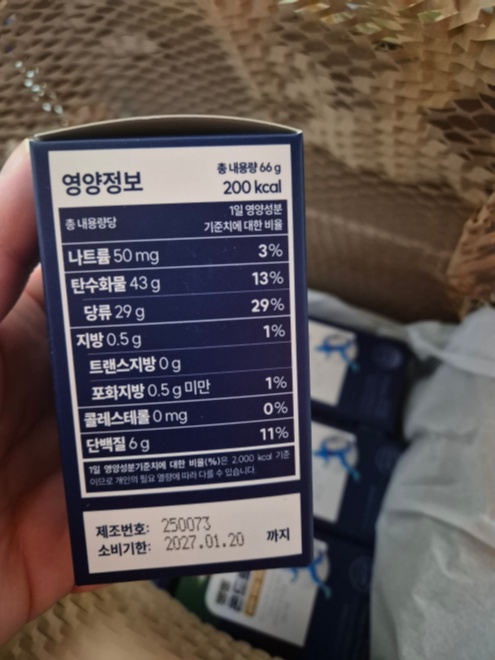 영양정보
총 내용량 66 g
200 kcal
총 내용량당
1일 영양성분
기준치에 대한 비율
나트륨 50 mg 3%
탄수화물 43 g 13%
당류 29 g 29%
지방 0.5 g 1%
트랜스지방 0 g
포화지방 0.5 g 미만 1%
콜레스테롤 0 mg 0%
단백질 6 g 11%
1일 영양성분기준치에 대한 비율(%)은 2,000 kcal 기준
이므로 개인의 필요 열량에 따라 다를 수 있습니다.
제조번호: 250073
소비기한: 2027.01.20 까지